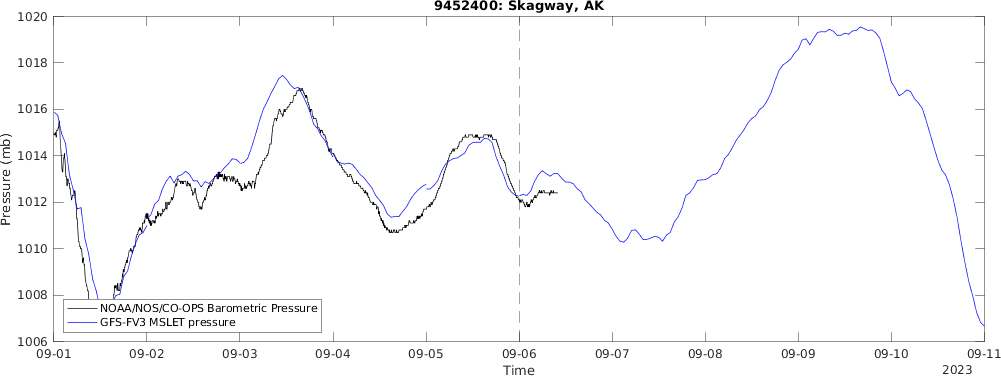 9452400: Skagway, AK
1020
1018
1016
1014
1012
1010
1008
1006
Pressure (mb)
NOAA/NOS/CO-OPS Barometric Pressure
GFS-FV3 MSLET pressure
09-01 09-02 09-03 09-04 09-05 09-06 09-07 09-08 09-09 09-10 09-11
Time
2023